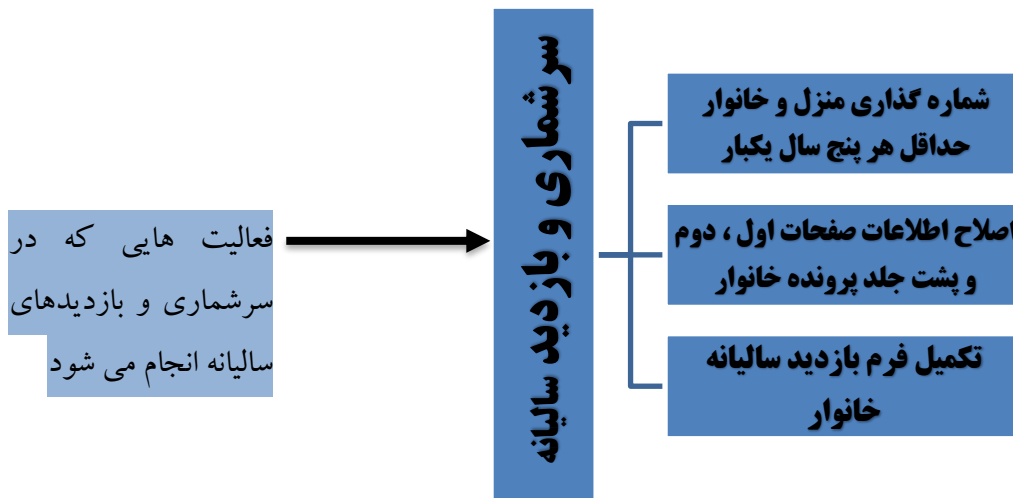 فعالیت هایی که در
سرشماری و بازدیدهای
سالیانه انجام می شود
سرشماری و بازدید سالیانه
شماره گذاری منزل و خانوار
حداقل هر پنج سال یکبار
اصلاح اطلاعات صفحات اول ، دوم
و پشت جلد پرونده خانوار
تکمیل فرم بازدید سالیانه
خانوار